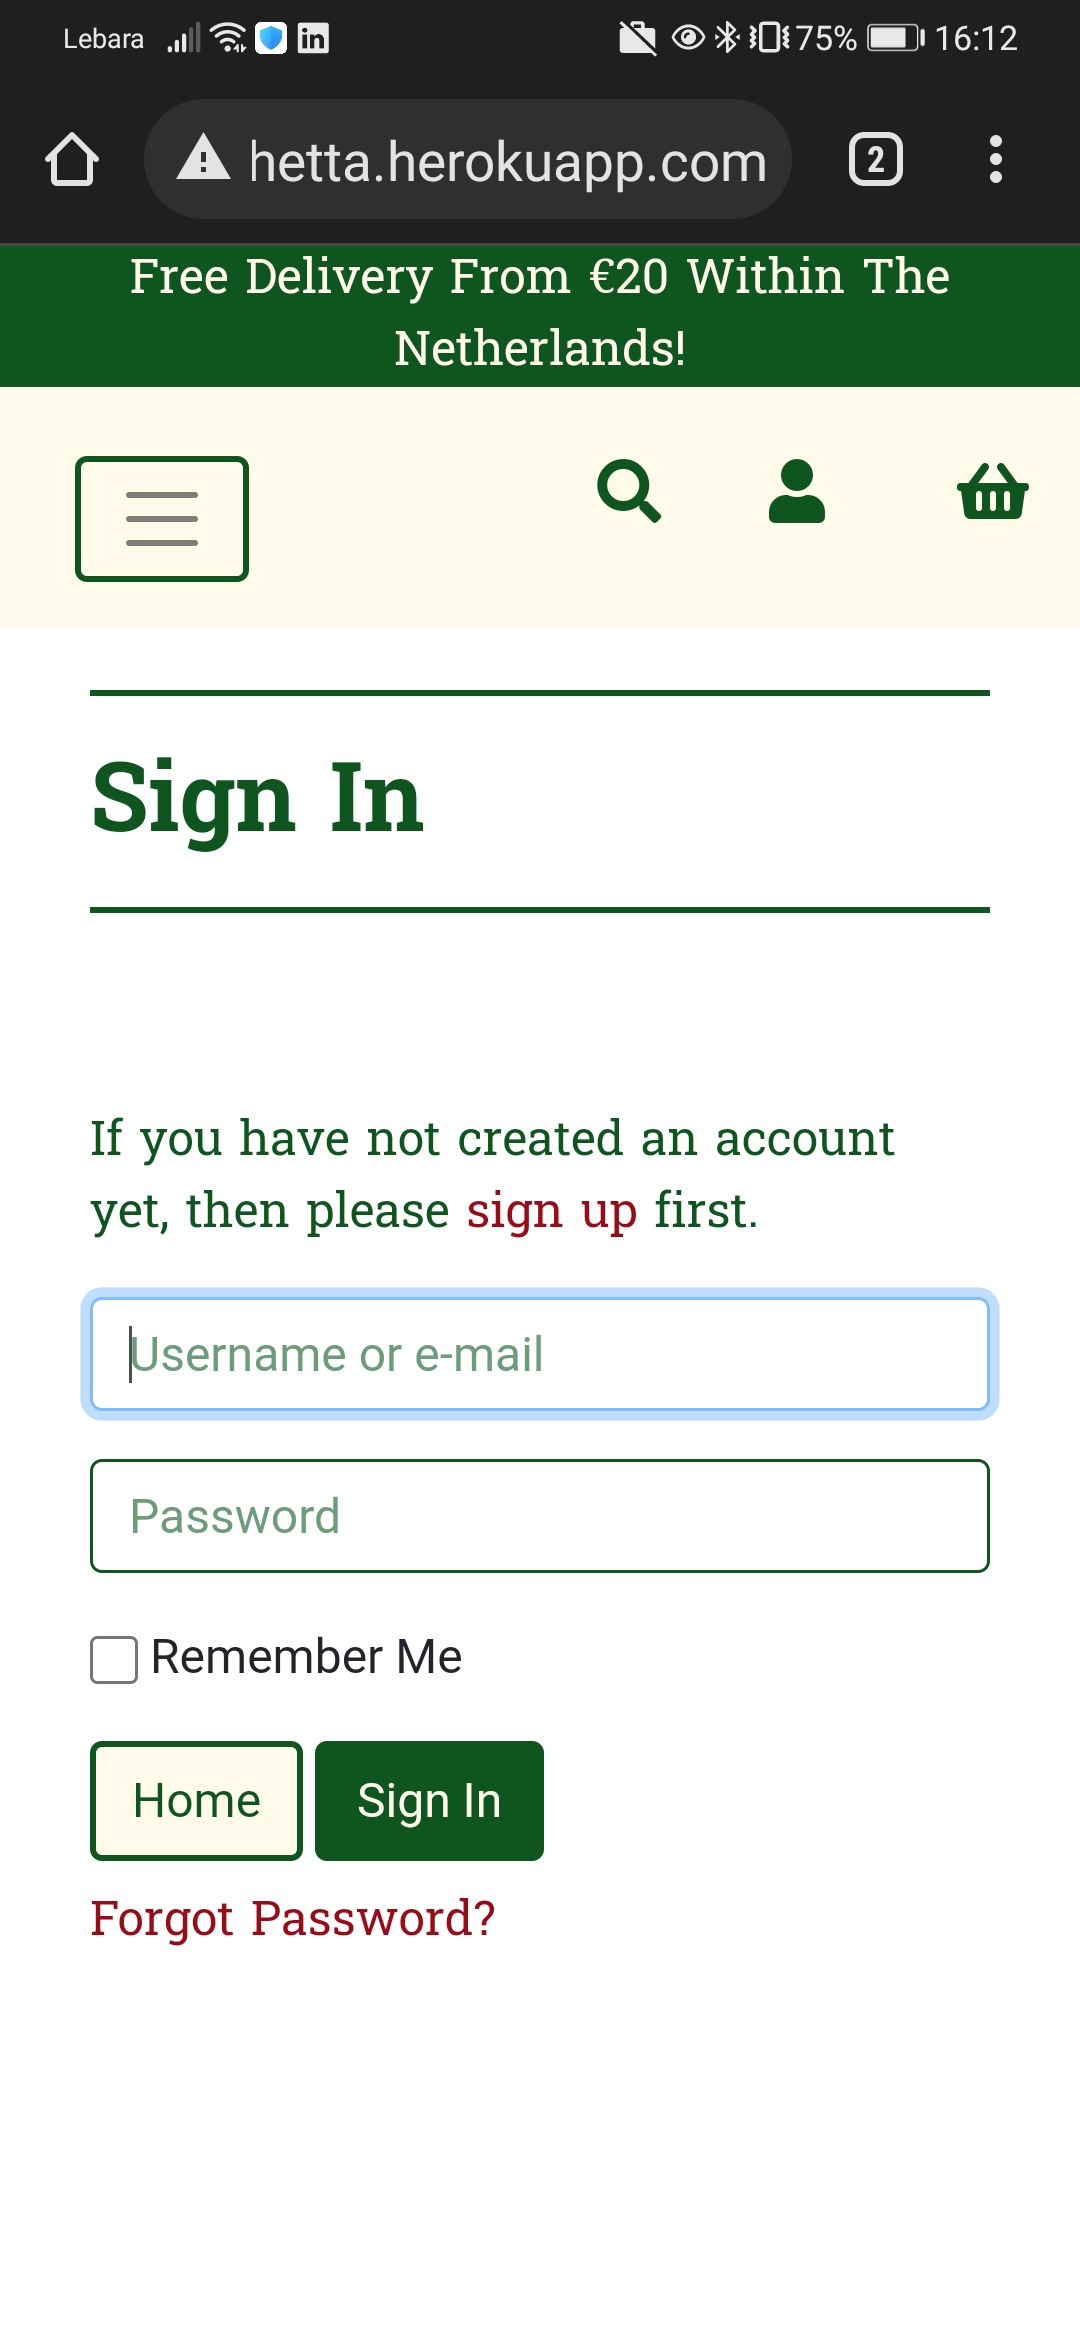 Lebara 75% 16:12
hetta.herokuapp.com 2
Free Delivery From €20 Within The
Netherlands!
Sign In
If you have not created an account
yet, then please sign up first.
Username or e-mail
Password
Remember Me
Home Sign In
Forgot Password?